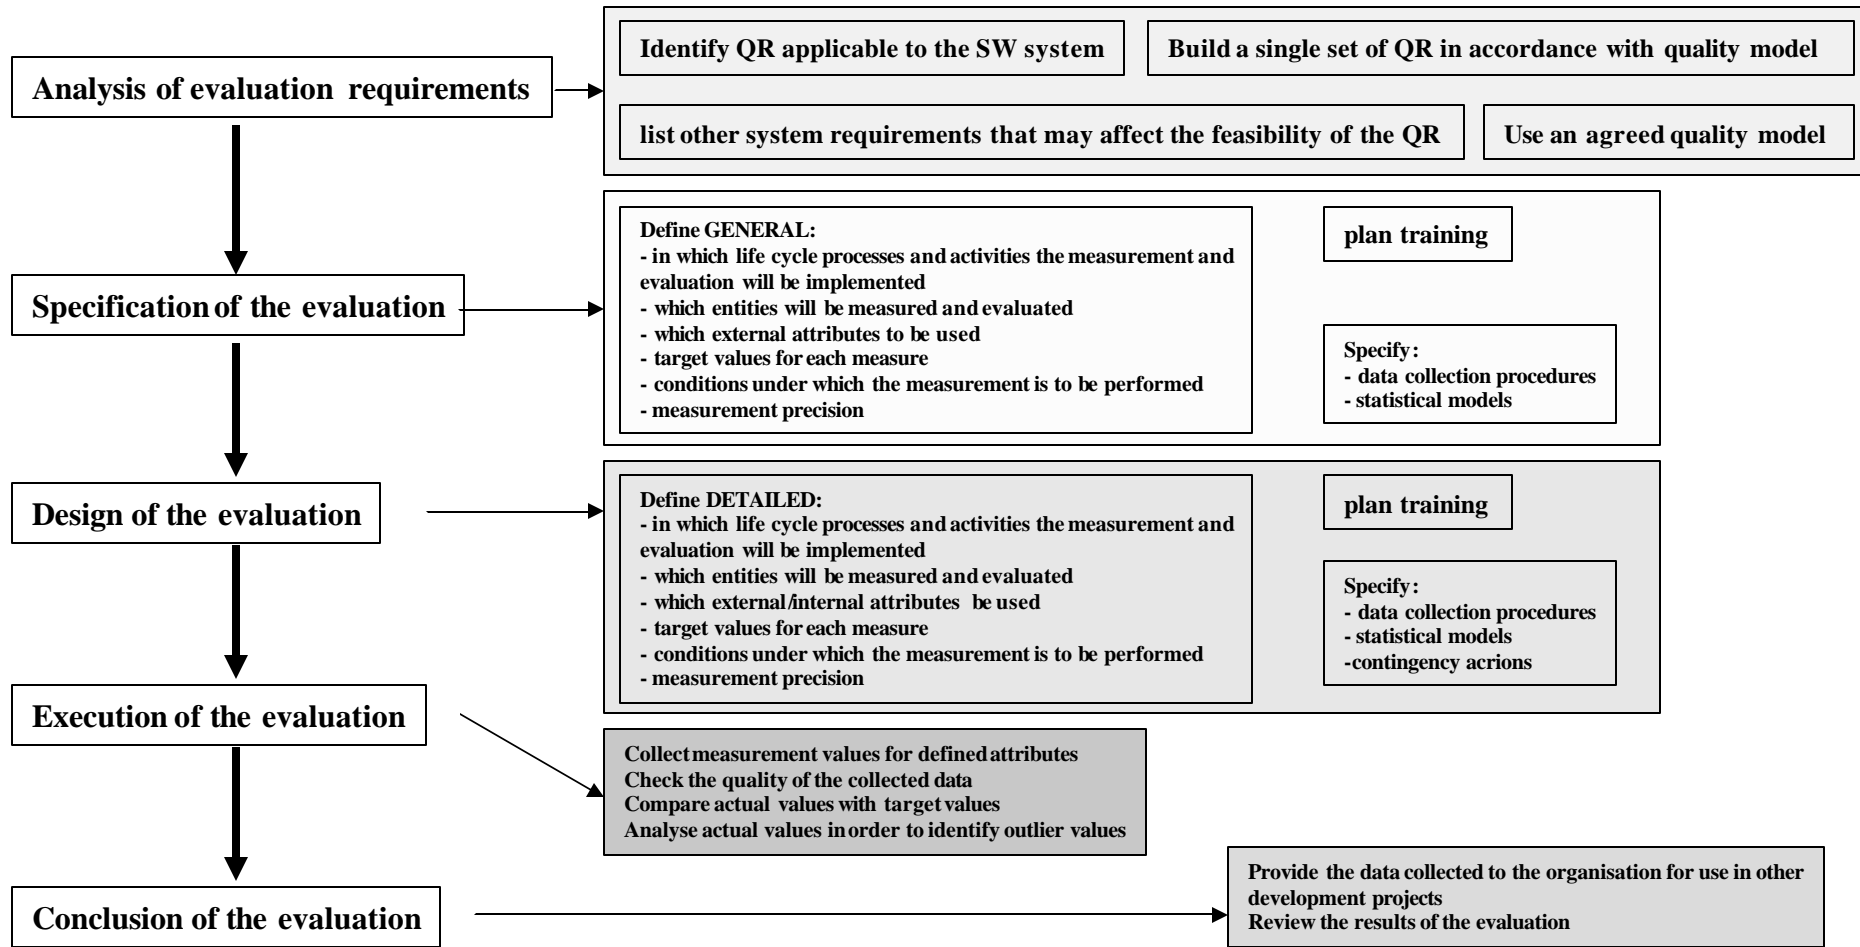 Identify QR applicable to the SW system
Build a single set of QR in accordance with quality model
Analysis of evaluation requirements
list other system requirements that may affect the feasibility of the QR
Use an agreed quality model
Define GENERAL:
- in which life cycle processes and activities the measurement and
evaluation will be implemented
- which entities will be measured and evaluated
- which external attributes to be used
- target values for each measure
- conditions under which the measurement is to be performed
- measurement precision
plan training
Specification of the evaluation
Specify:
- data collection procedures
- statistical models
Define DETAILED:
- in which life cycle processes and activities the measurement and
evaluation will be implemented
- which entities will be measured and evaluated
- which external/internal attributes be used
- target values for each measure
- conditions under which the measurement is to be performed
- measurement precision
plan training
Design of the evaluation
Specify:
- data collection procedures
- statistical models
-contingency acrions
Execution of the evaluation
Collect measurement values for defined attributes
Check the quality of the collected data
Compare actual values with target values
Analyse actual values in order to identify outlier values
Conclusion of the evaluation
Provide the data collected to the organisation for use in other
development projects
Review the results of the evaluation